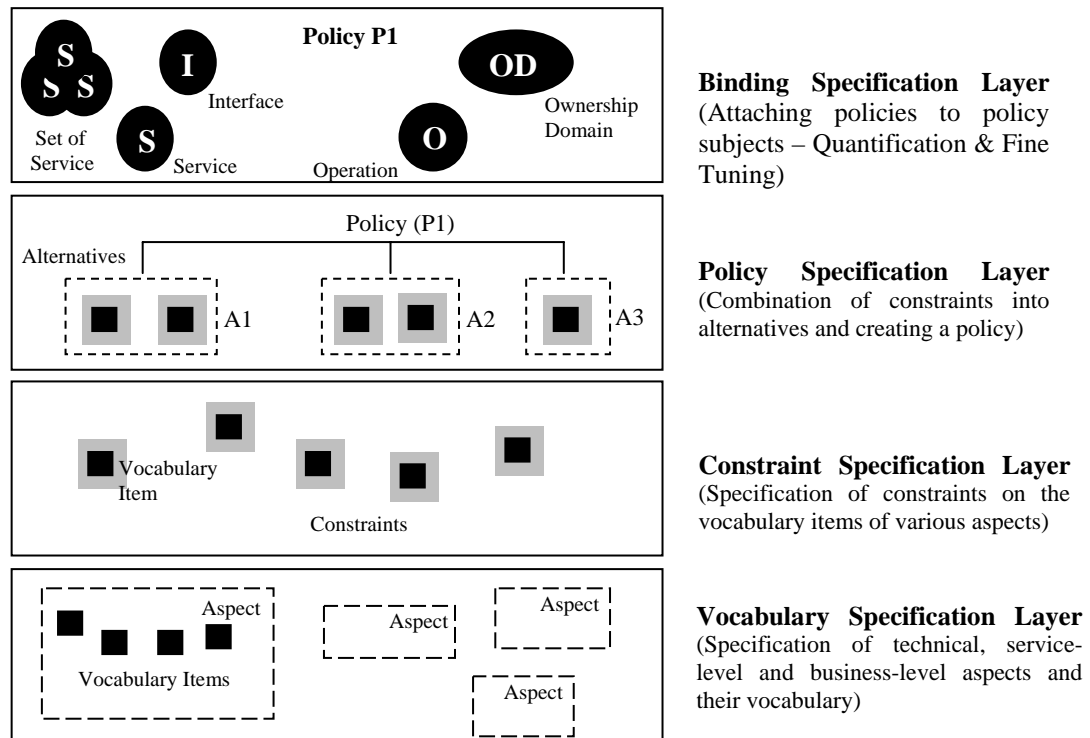 Policy P1
S
S S
I
OD
Interface
Ownership
Domain
Set of
Service
S
Service
O
Operation
Binding Specification Layer
(Attaching policies to policy
subjects – Quantification & Fine
Tuning)
Policy (P1)
Alternatives
A1
A2
A3
Policy Specification Layer
(Combination of constraints into
alternatives and creating a policy)
Vocabulary
Item
Constraints
Constraint Specification Layer
(Specification of constraints on the
vocabulary items of various aspects)
Aspect
Vocabulary Items
Aspect
Aspect
Aspect
Vocabulary Specification Layer
(Specification of technical, service-
level and business-level aspects and
their vocabulary)